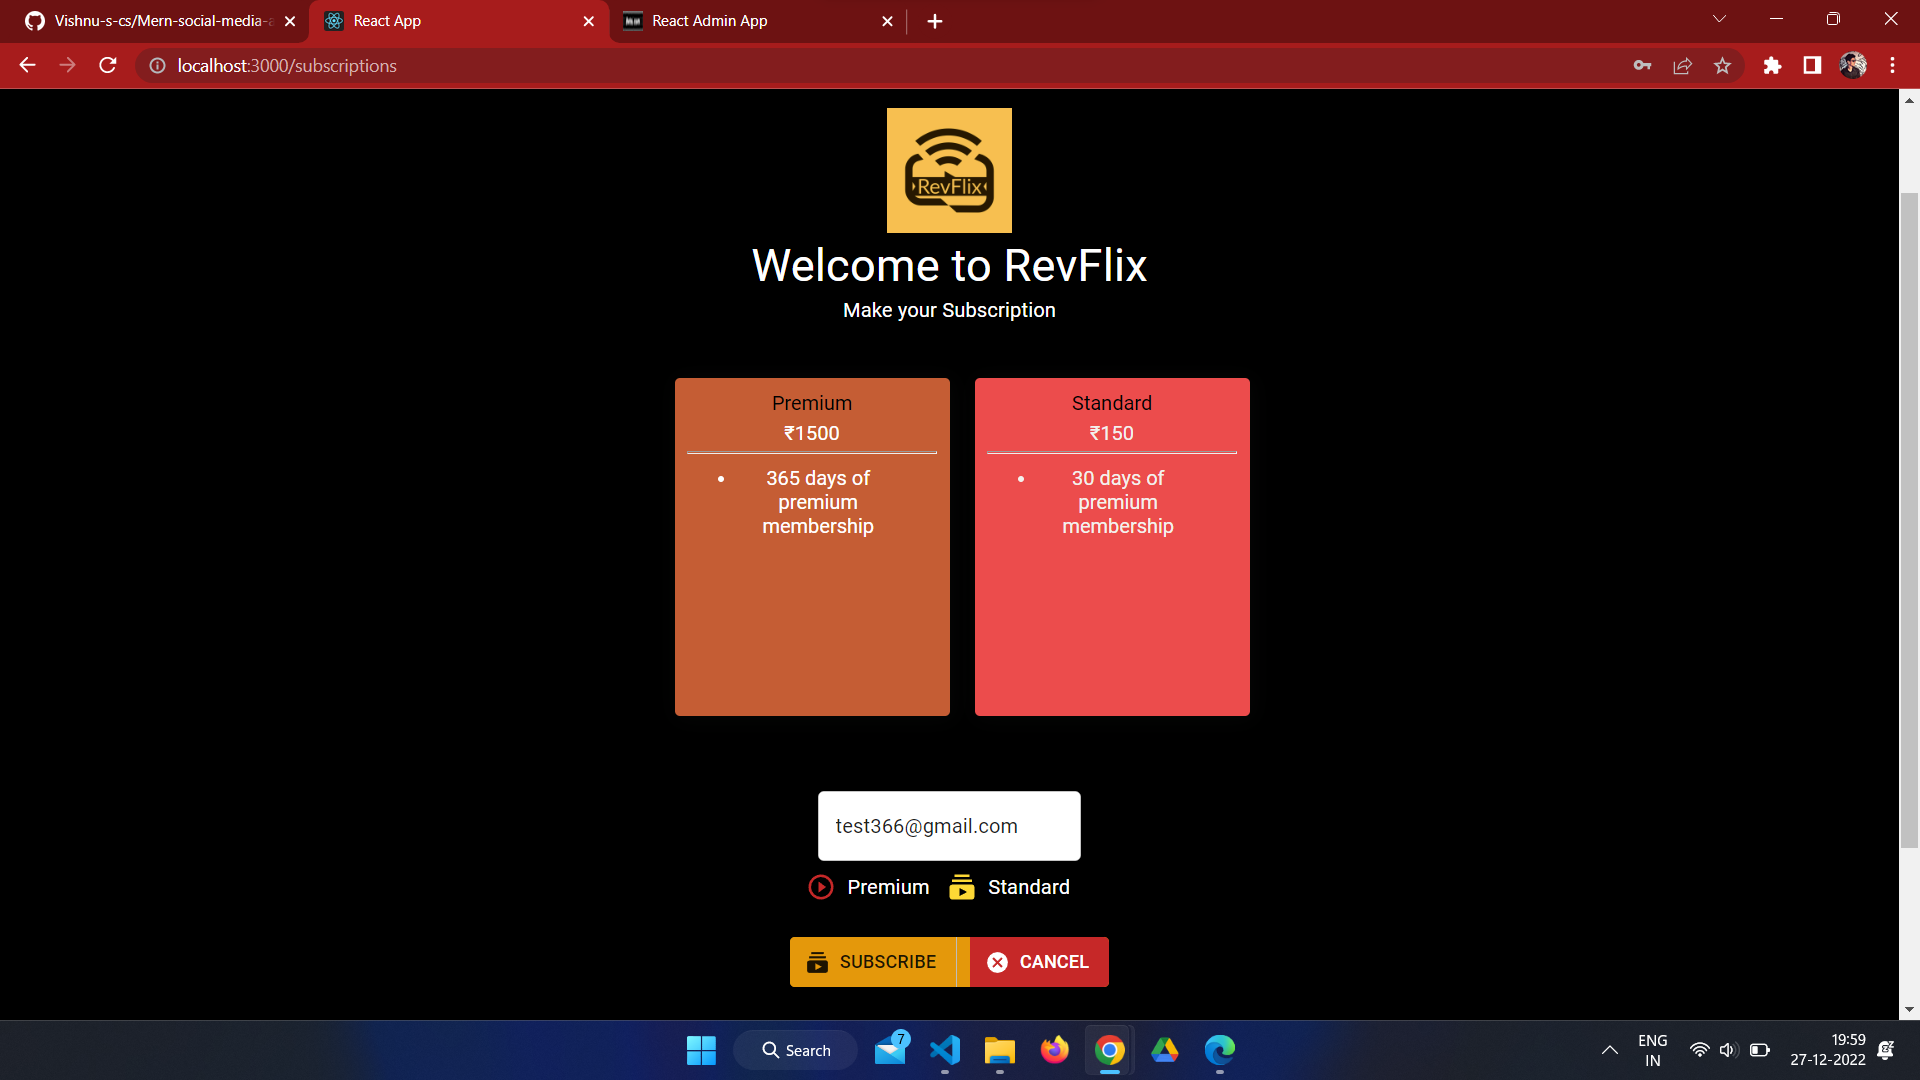 Vishnu-s-cs/Mern-social-media-a
React App
React Admin App
localhost:3000/subscriptions
RevFlix
Welcome to RevFlix
Make your Subscription
Premium
₹1500
365 days of
premium
membership
Standard
₹150
30 days of
premium
membership
test366@gmail.com
Premium
Standard
SUBSCRIBE
CANCEL
Search
7
ENG
IN
19:59
27-12-2022